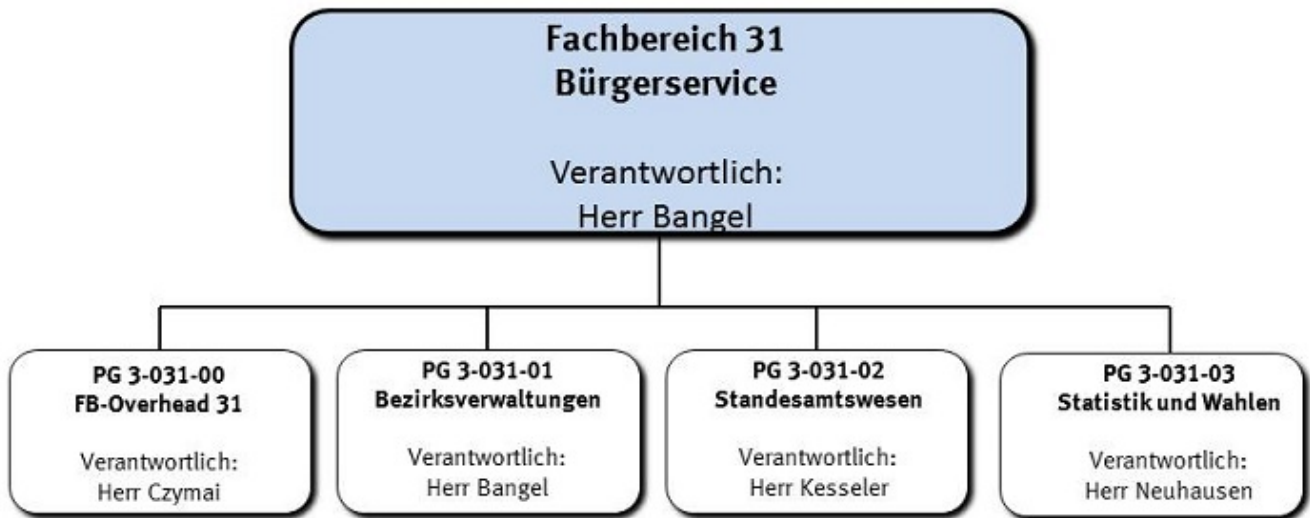 Fachbereich 31
Bürgerservice
Verantwortlich:
Herr Bangel
PG 3-031-00
FB-Overhead 31
Verantwortlich:
Herr Czymai
PG 3-031-01
Bezirksverwaltungen
Verantwortlich:
Herr Bangel
PG 3-031-02
Standesamtswesen
Verantwortlich:
Herr Kesseler
PG 3-031-03
Statistik und Wahlen
Verantwortlich:
Herr Neuhausen